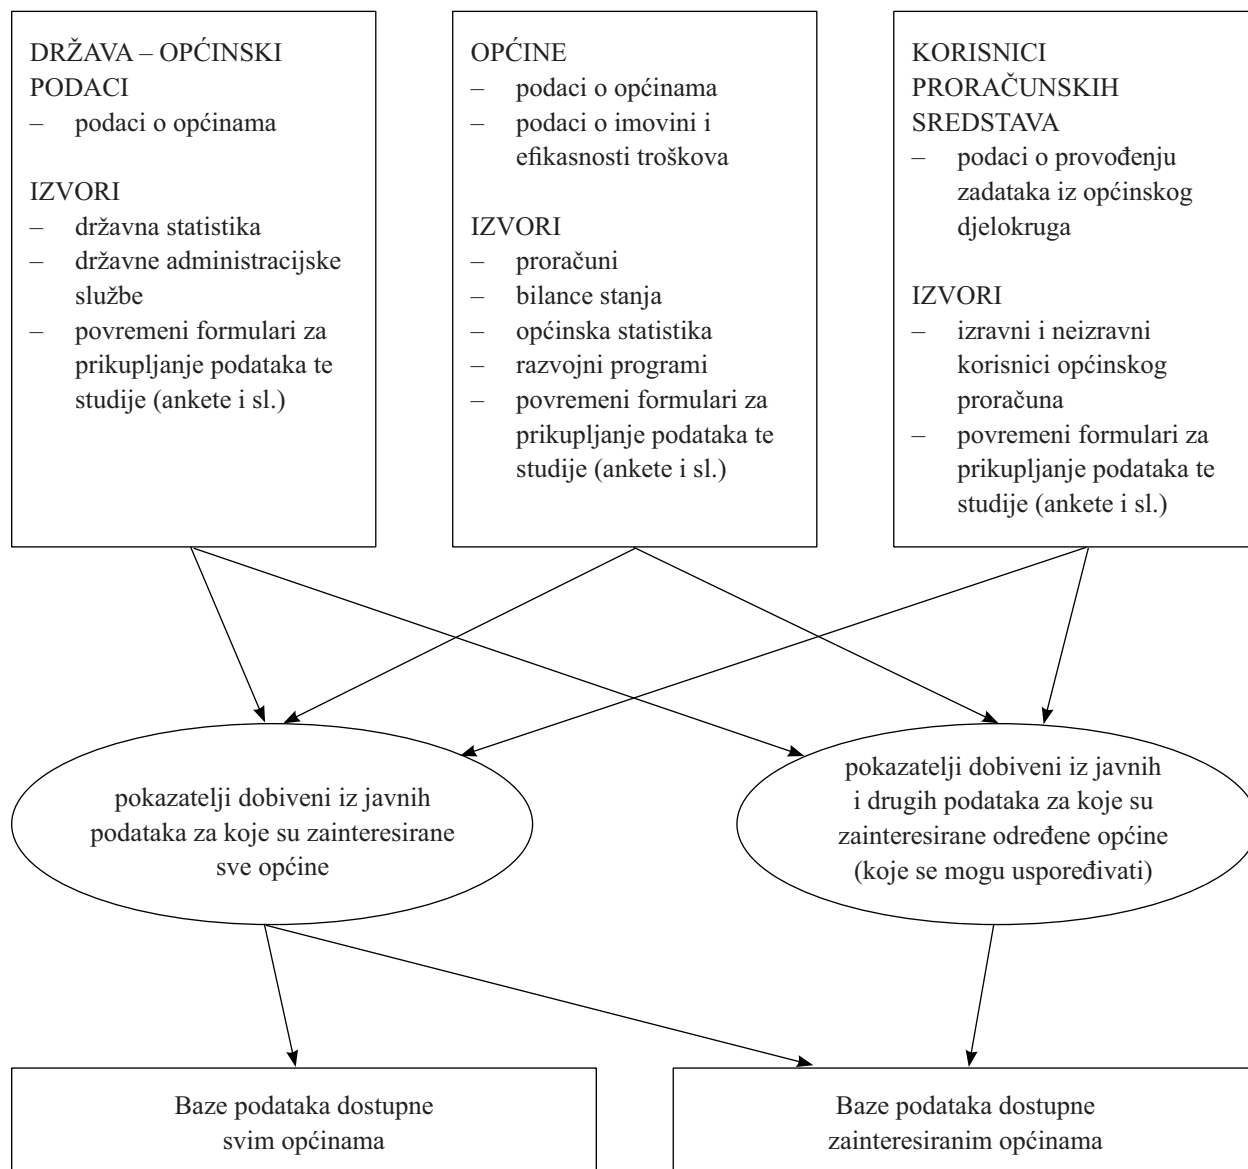 DRŽAVA – OPĆINSKI
PODACI
– podaci o općinama
IZVORI
– državna statistika
– državne administracijske
službe
– povremeni formulari za
prikupljanje podataka te
studije (ankete i sl.)
OPĆINE
– podaci o općinama
– podaci o imovini i
efikasnosti troškova
IZVORI
– proračuni
– bilance stanja
– općinska statistika
– razvojni programi
– povremeni formulari za
prikupljanje podataka te
studije (ankete i sl.)
KORISNICI
PRORAČUNSKIH
SREDSTAVA
– podaci o provođenju
zadataka iz općinskog
djelokruga
IZVORI
– izravni i neizravni
korisnici općinskog
proračuna
– povremeni formulari za
prikupljanje podataka te
studije (ankete i sl.)
pokazatelji dobiveni iz javnih
podataka za koje su zainteresirane
sve općine
pokazatelji dobiveni iz javnih
i drugih podataka za koje su
zainteresirane određene općine
(koje se mogu uspoređivati)
Baze podataka dostupne
svim općinama
Baze podataka dostupne
zainteresiranim općinama